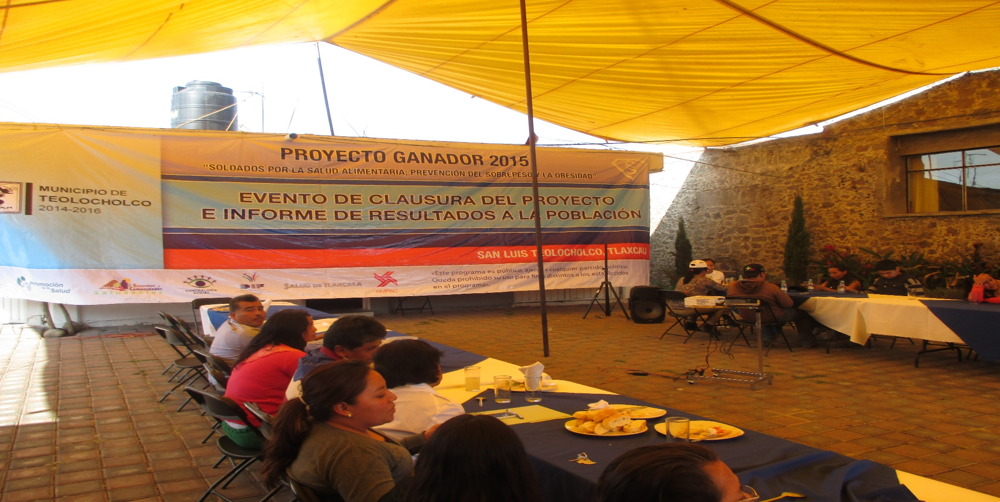 PROYECTO GANADOR 2015
“SOLDADOS POR LA SALUD ALIMENTARIA; PREVENCIÓN DEL SOBREPESO Y LA OBESIDAD”
S
MUNICIPIO DE
TEOLOCHOLCO
2014-2016
EVENTO DE CLAUSURA DEL PROYECTO
E INFORME DE RESULTADOS A LA POBLACIÓN
SAN LUIS TEOLOCHOLCO, TLAXCALA
Promoción de la Salud
Entornos y
Comunidades
Saludables
CONTRALORÍA
SOCIAL
DIF
SALUD DE TLAXCALA
AMPAC
«Este programa es público, ajeno a cualquier partido político.
Queda prohibido su uso para fines distintos a los establecidos
en el programa».